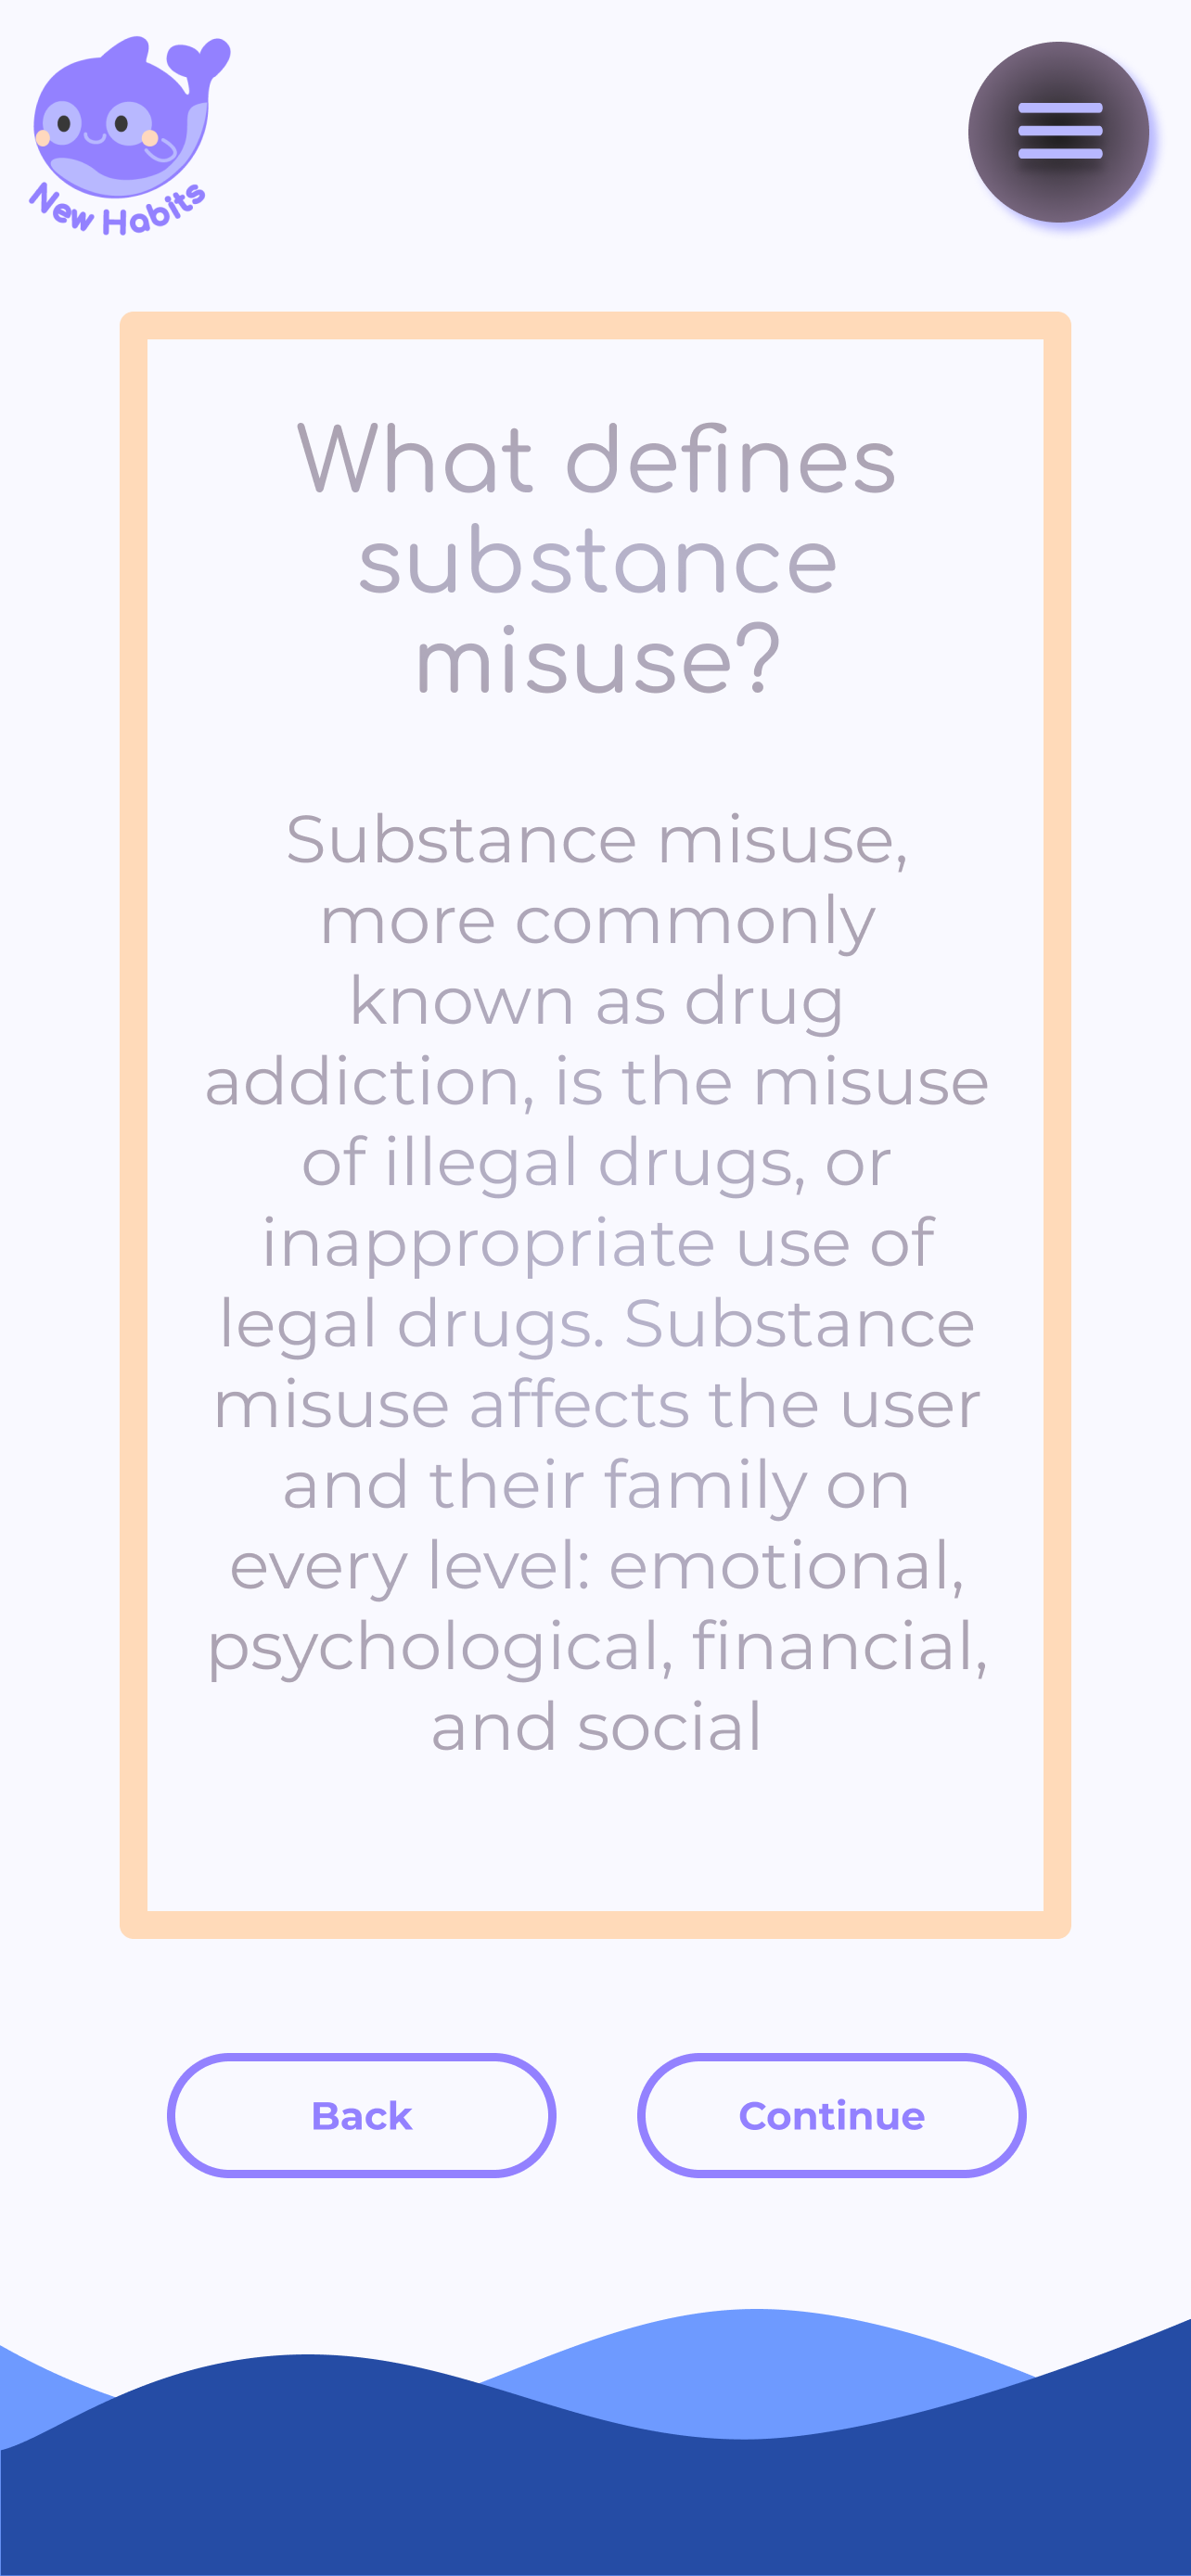 New Habits
What defines
substance
misuse?
Substance misuse,
more commonly
known as drug
addiction, is the misuse
of illegal drugs, or
inappropriate use of
legal drugs. Substance
misuse affects the user
and their family on
every level: emotional,
psychological, financial,
and social
Back
Continue